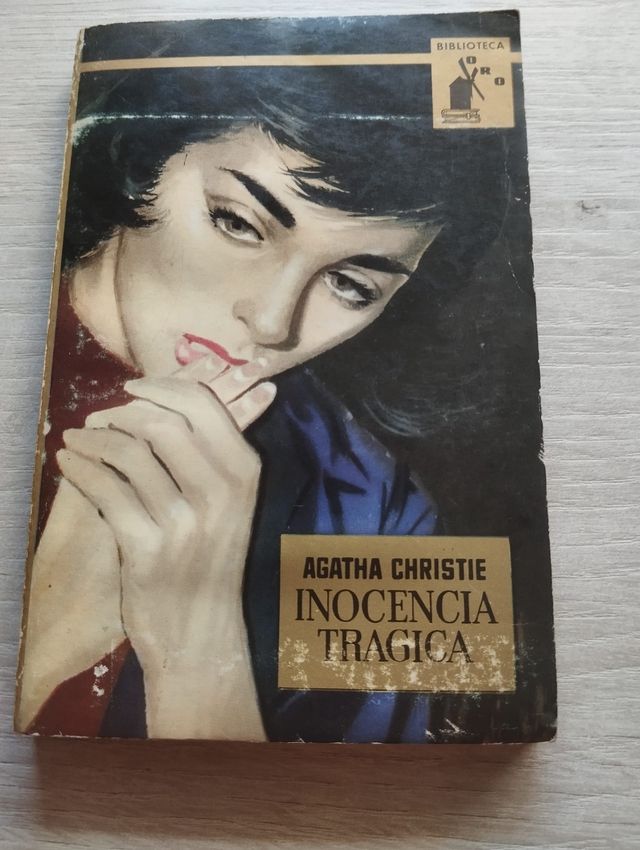 BIBLIOTECA
ORO
AGATHA CHRISTIE
INOCENCIA
TRAGICA